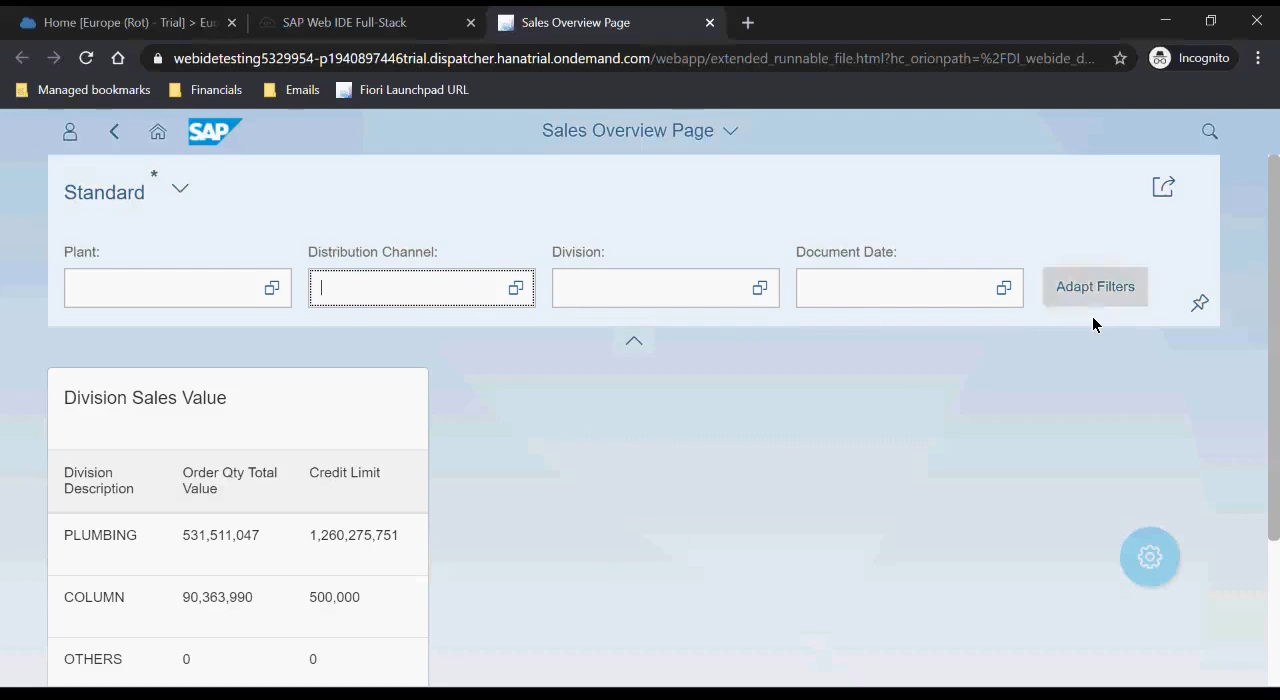 Home [Europe (Rot) - Trial] > Eur
SAP Web IDE Full-Stack
Sales Overview Page
webidetesting5329954-p1940897446trial.dispatcher.hanatrial.ondemand.com/webapp/extended_runnable_file.html?hc_orionpath=%2FDI_webide_d...
Incognito
Managed bookmarks
Financials
Emails
Fiori Launchpad URL
SAP
Sales Overview Page
Standard *
Plant:
Distribution Channel:
Division:
Document Date:
Adapt Filters
Division Sales Value
Division Description
Order Qty Total Value
Credit Limit
PLUMBING 531,511,047 1,260,275,751
COLUMN 90,363,990 500,000
OTHERS 0 0